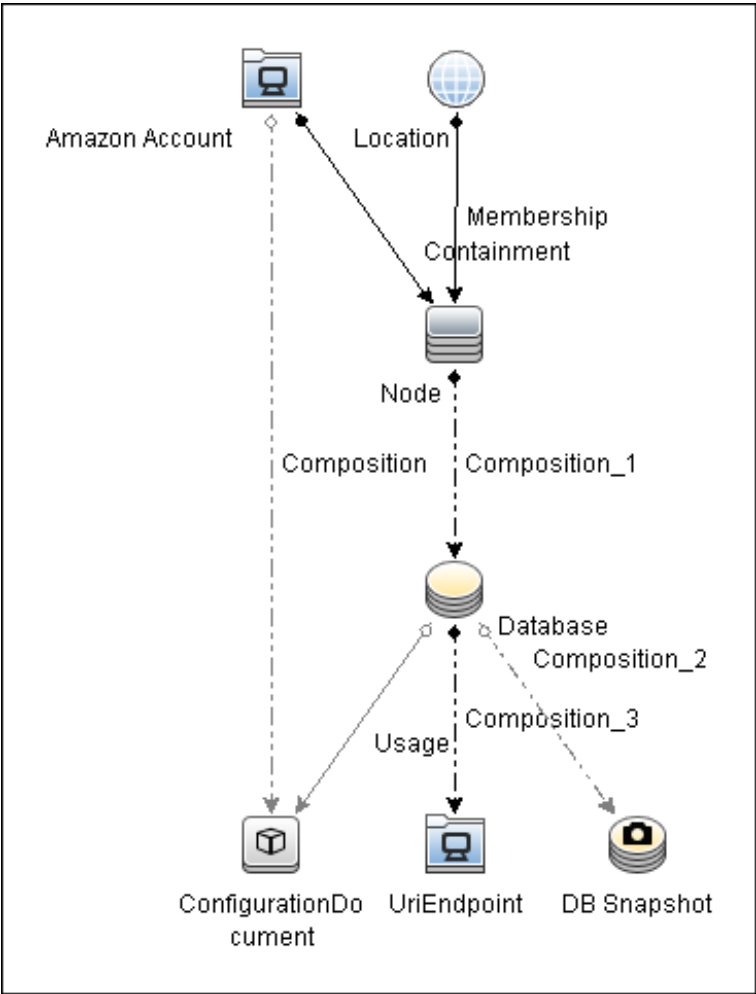 Amazon Account
Location
Membership
Containment
Node
Composition
Composition_1
Database
Composition_2
Composition_3
Usage
ConfigurationDo
cument
UriEndpoint
DB Snapshot